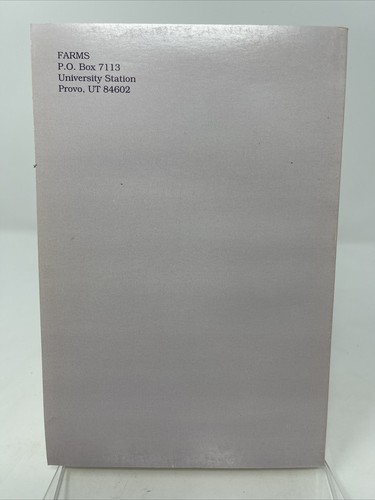 FARMS
P.O. Box 7113
University Station
Provo, UT 84602